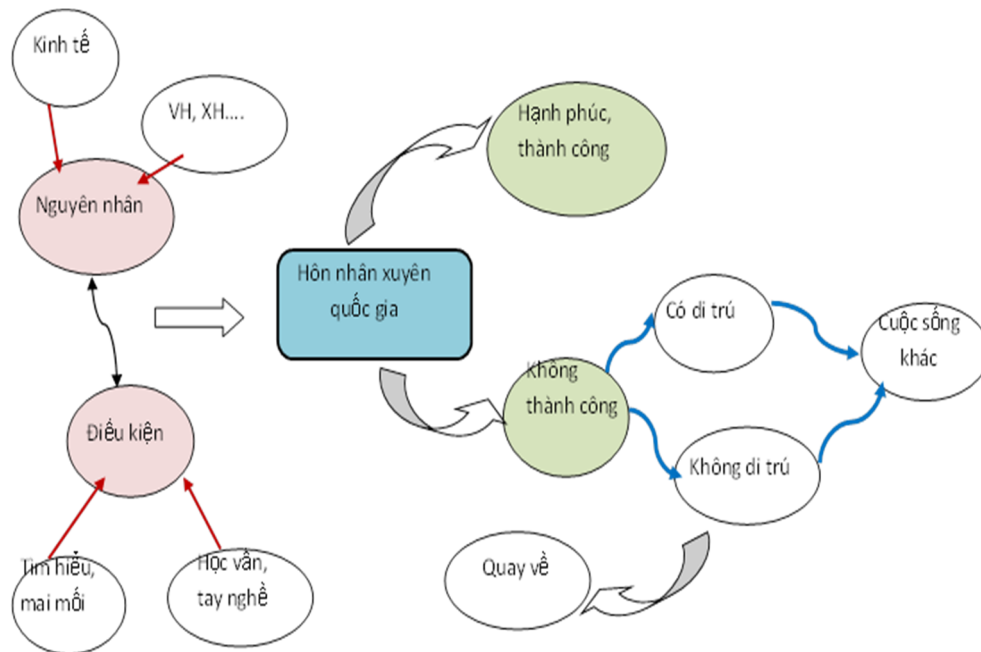 Kinh tế
VH, XH....
Nguyên nhân
Hạnh phúc,
thành công
Hôn nhân xuyên
quốc gia
Có di trú
Cuộc sống
khác
Không
thành công
Điều kiện
Không di trú
Tìm hiểu,
mai mối
Học vấn,
tay nghề
Quay về